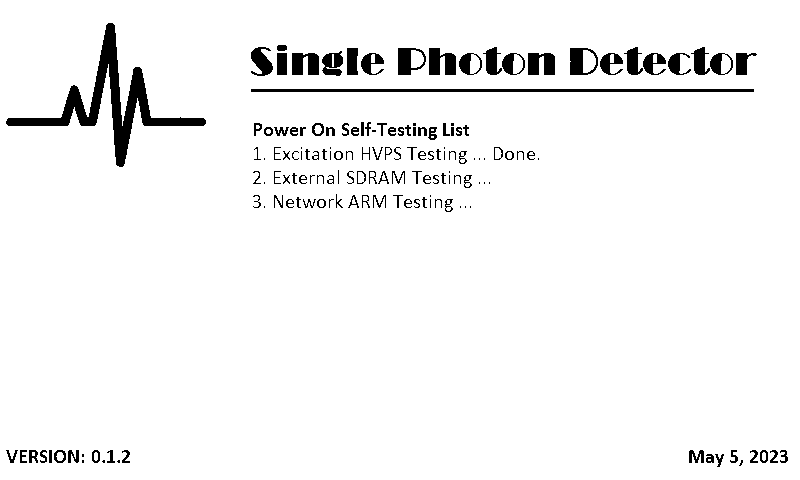 Single Photon Detector
Power On Self-Testing List
1. Excitation HVPS Testing ... Done.
2. External SDRAM Testing ...
3. Network ARM Testing ...
VERSION: 0.1.2
May 5, 2023